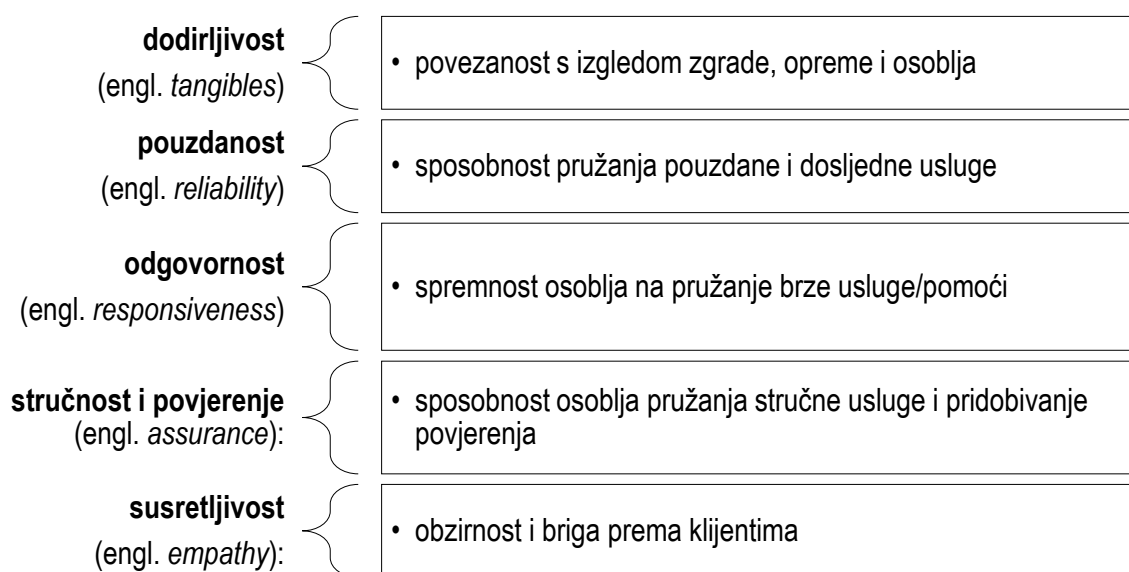 dodirljivost
(engl. tangibles)
• povezanost s izgledom zgrade, opreme i osoblja
pouzdanost
(engl. reliability)
• sposobnost pružanja pouzdane i dosljedne usluge
odgovornost
(engl. responsiveness)
• spremnost osoblja na pružanje brze usluge/pomoći
stručnost i povjerenje
(engl. assurance):
• sposobnost osoblja pružanja stručne usluge i pridobivanje
povjerenja
susretljivost
(engl. empathy):
• obzirnost i briga prema klijentima